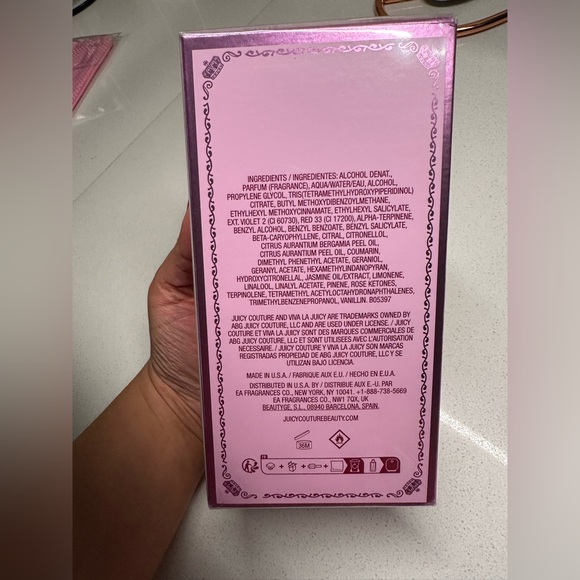 INGREDIENTS / INGREDIENTES: ALCOHOL DENAT.,
PARFUM (FRAGRANCE), AQUA/WATER/EAU, ALCOHOL,
PROPYLENE GLYCOL, TRIS(TETRAMETHYLHYDROXYPIPERIDINOL)
CITRATE, BUTYL METHOXYDIBENZOYLMETHANE,
ETHYLHEXYL METHOXYCINNAMATE, ETHYLHEXYL SALICYLATE,
EXT. VIOLET 2 (CI 60730), RED 33 (CI 17200), ALPHA-TERPINENE,
BENZYL ALCOHOL, BENZYL BENZOATE, BENZYL SALICYLATE,
BETA-CARYOPHYLLENE, CITRAL, CITRONELLOL,
CITRUS AURANTIUM BERGAMIA PEEL OIL,
CITRUS AURANTIUM PEEL OIL, COUMARIN,
DIMETHYL PHENETHYL ACETATE, GERANIOL,
GERANYL ACETATE, HEXAMETHYLINDANOPYRAN,
HYDROXYCITRONELLAL, JASMINE OIL/EXTRACT, LIMONENE,
LINALOOL, LINALYL ACETATE, PINENE, ROSE KETONES,
TERPINOLENE, TETRAMETHYL ACETYLOCTAHYDRONAPHTHALENES,
TRIMETHYLBENZENEPROPANOL, VANILLIN. B05397
JUICY COUTURE AND VIVA LA JUICY ARE TRADEMARKS OWNED BY
ABG JUICY COUTURE, LLC AND ARE USED UNDER LICENSE. / JUICY
COUTURE ET VIVA LA JUICY SONT DES MARQUES COMMERCIALES DE
ABG JUICY COUTURE, LLC ET SONT UTILISÉES AVEC L'AUTORISATION
NECESSAIRE. / JUICY COUTURE Y VIVA LA JUICY SON MARCAS
REGISTRADAS PROPIEDAD DE ABG JUICY COUTURE, LLC Y SE
UTILIZAN BAJO LICENCIA.
MADE IN U.S.A. / FABRIQUE AUX E.U. / HECHO EN E.U.A.
DISTRIBUTED IN U.S.A. BY / DISTRIBUE AUX E.-U. PAR
EA FRAGRANCES CO., NEW YORK, NY, 10041. +1-888-738-5669
EA FRAGRANCES CO., NW1 7QX, UK
BEAUTYGE, S.L., 08940 BARCELONA, SPAIN.
JUICYCOUTUREBEAUTY.COM
36M
FR